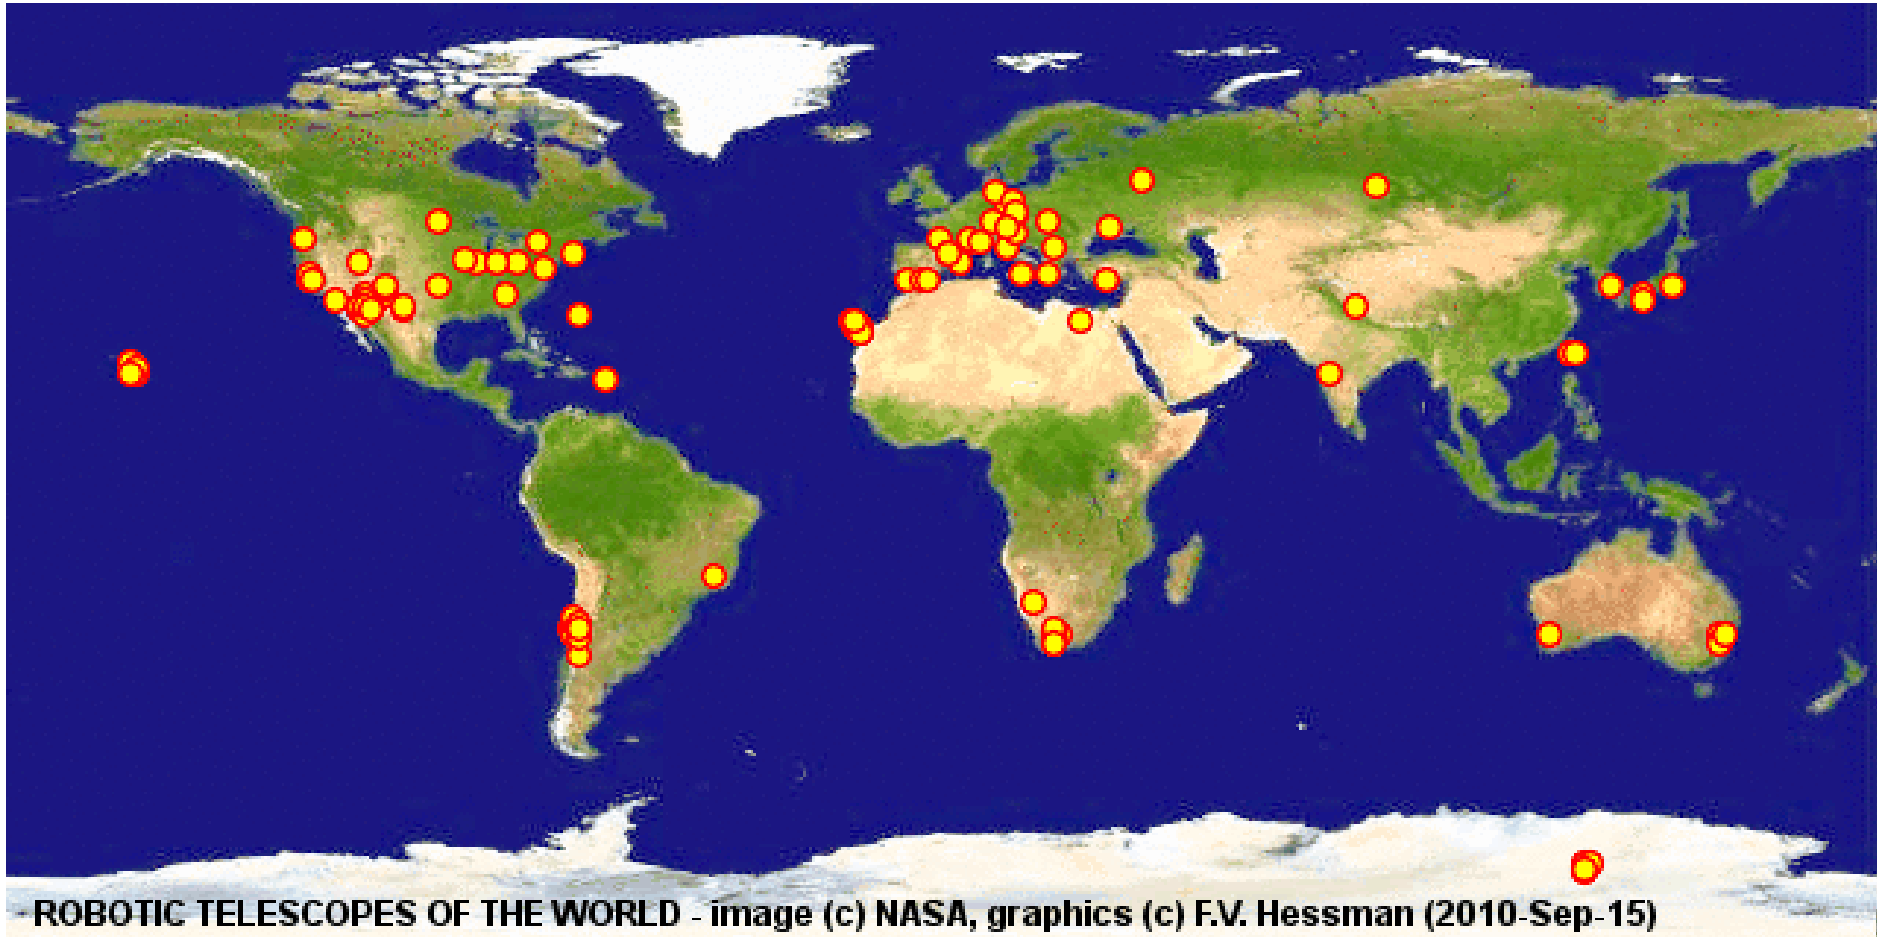 ROBOTIC TELESCOPES OF THE WORLD - image (c) NASA, graphics (c) F.V. Hessman (2010-Sep-15)